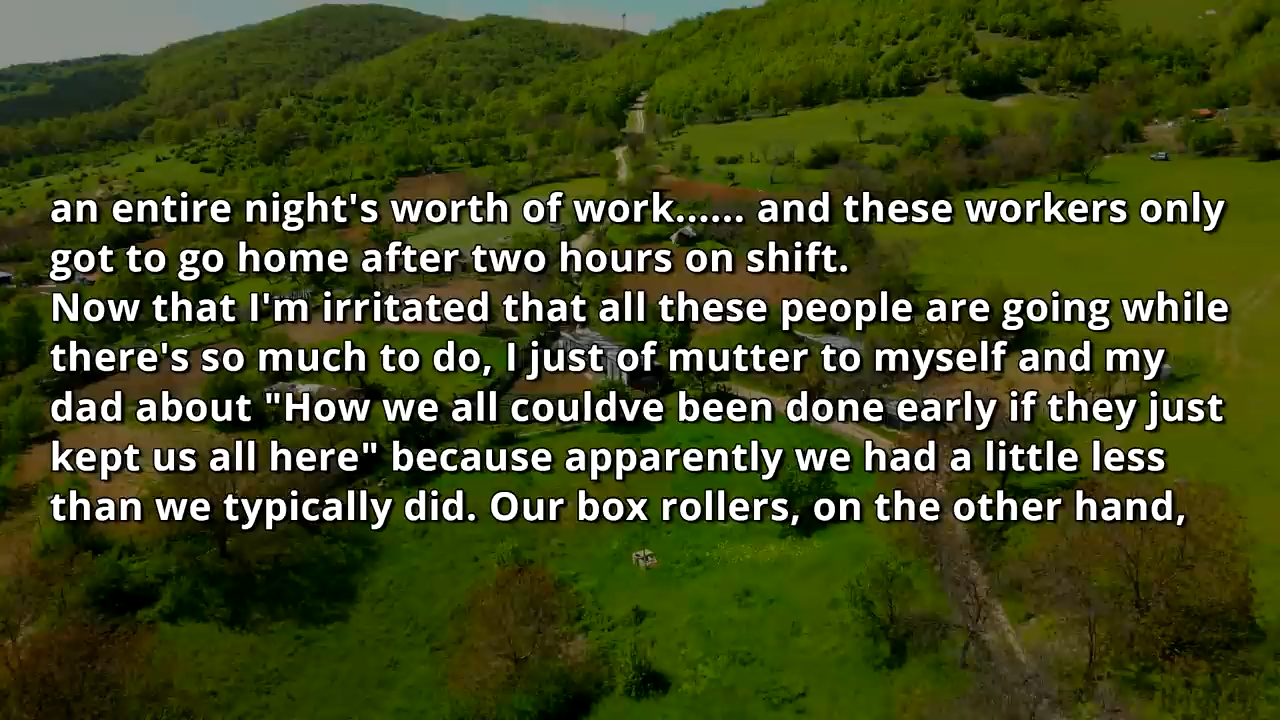 an entire night's worth of work...... and these workers only
got to go home after two hours on shift.
Now that I'm irritated that all these people are going while
there's so much to do, I just of mutter to myself and my
dad about "How we all couldve been done early if they just
kept us all here" because apparently we had a little less
than we typically did. Our box rollers, on the other hand,